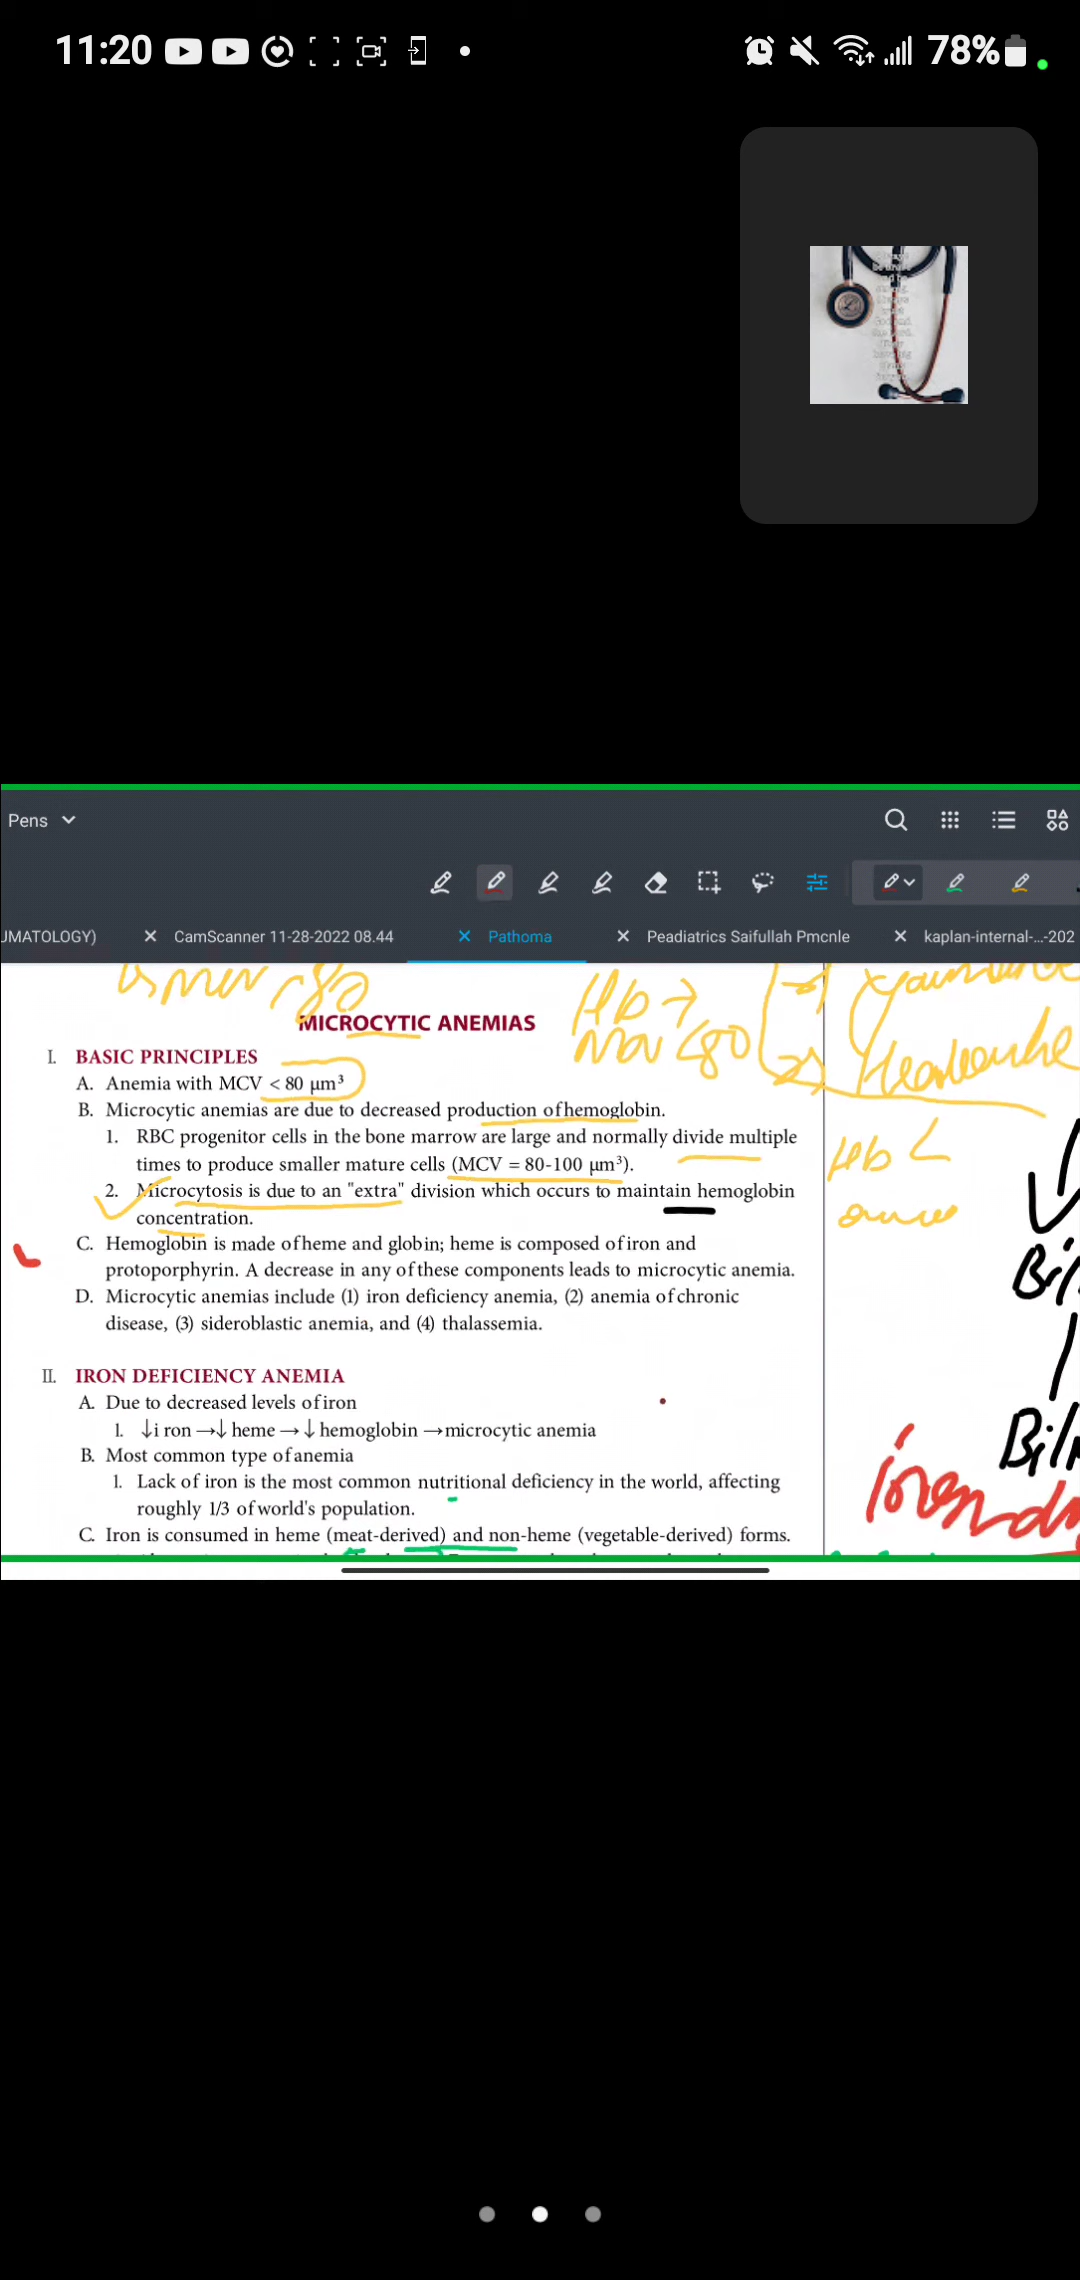 11:20
78%
Pens
UMATOLOGY) × CamScanner 11-28-2022 08.44 × Pathoma × Peadiatrics Saifullah Pmcnle × kaplan-internal-...-202
Hb →
MCV <80
MICROCYTIC ANEMIAS
I. BASIC PRINCIPLES
A. Anemia with MCV < 80 µm³
B. Microcytic anemias are due to decreased production of hemoglobin.
1. RBC progenitor cells in the bone marrow are large and normally divide multiple
times to produce smaller mature cells (MCV = 80-100 µm³).
Hb <
2. Microcytosis is due to an "extra" division which occurs to maintain hemoglobin
concentration.
C. Hemoglobin is made of heme and globin; heme is composed of iron and
protoporphyrin. A decrease in any of these components leads to microcytic anemia.
D. Microcytic anemias include (1) iron deficiency anemia, (2) anemia of chronic
disease, (3) sideroblastic anemia, and (4) thalassemia.
II. IRON DEFICIENCY ANEMIA
A. Due to decreased levels of iron
1. ↓i ron →↓ heme → ↓ hemoglobin →microcytic anemia
B. Most common type of anemia
1. Lack of iron is the most common nutritional deficiency in the world, affecting
roughly 1/3 of world's population.
C. Iron is consumed in heme (meat-derived) and non-heme (vegetable-derived) forms.